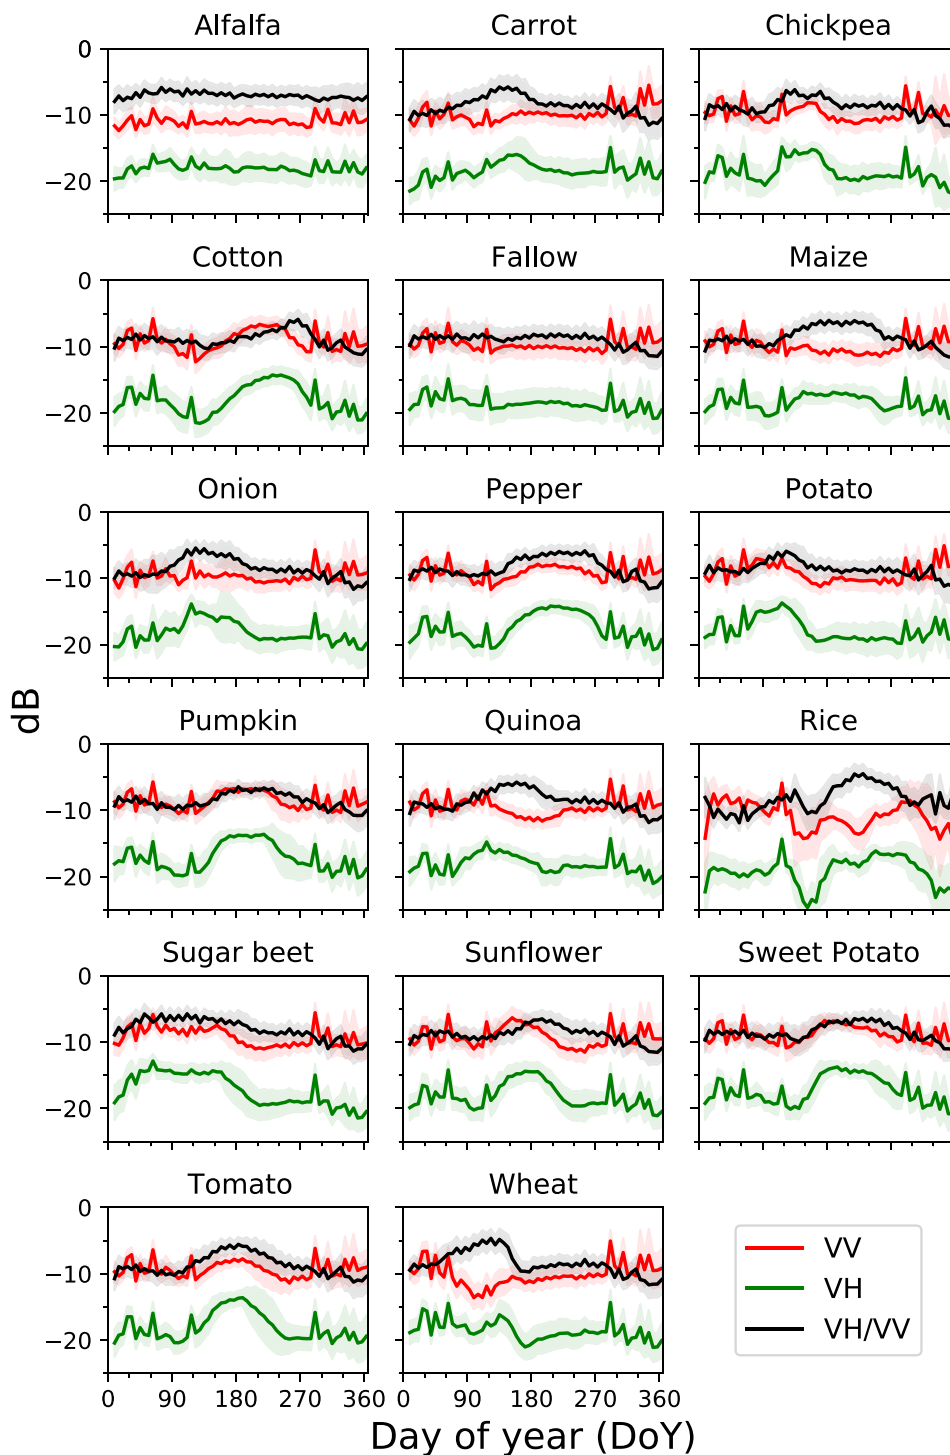 Alfalfa Carrot Chickpea
0
−10
−20
Cotton Fallow Maize
0
−10
−20
Onion Pepper Potato
0
−10
−20
dB
Pumpkin Quinoa Rice
0
−10
−20
Sugar beet Sunflower Sweet Potato
0
−10
−20
Tomato Wheat
0
−10
−20
VV
VH
VH/VV
0 90 180 270 360 0 90 180 270 360
Day of year (DoY)